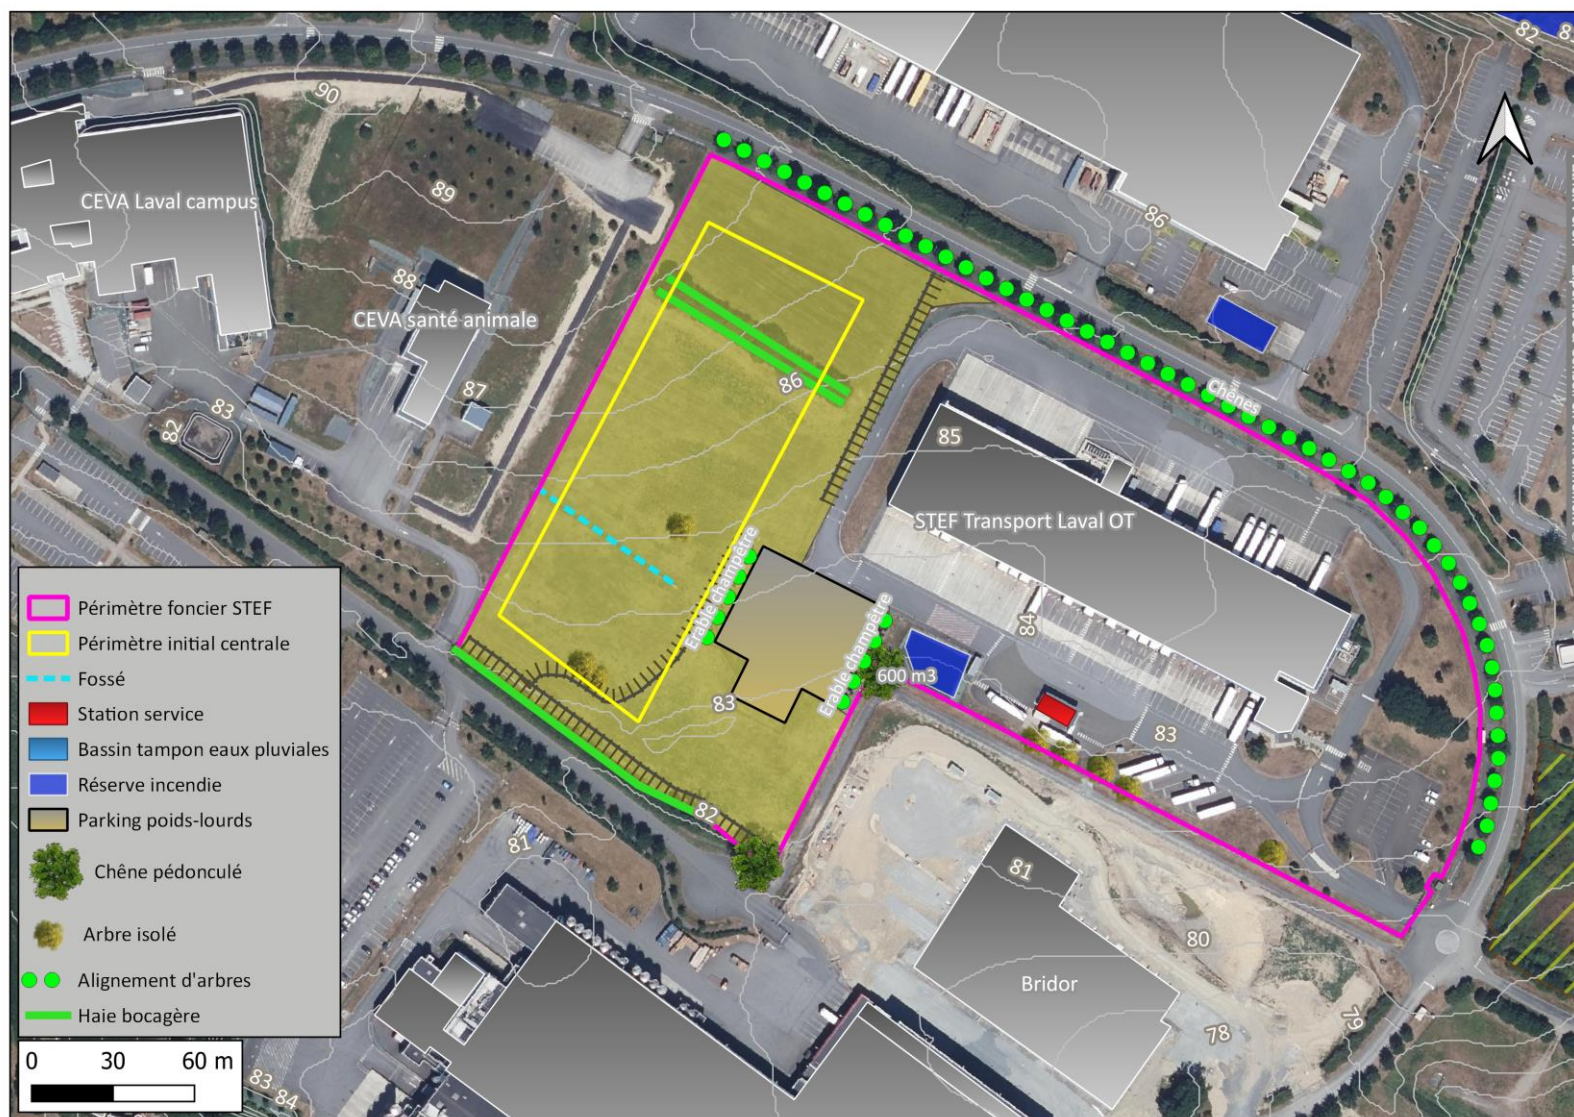 82
90
CEVA Laval campus
89
86
88
CEVA santé animale
87
83
82
86
Chênes
85
STEF Transport Laval OT
Erable champêtre
Erable champêtre
84
600 m3
83
83
82
81
81
80
Bridor
79
78
83
84
Périmètre foncier STEF
Périmètre initial centrale
Fossé
Station service
Bassin tampon eaux pluviales
Réserve incendie
Parking poids-lourds
Chêne pédonculé
Arbre isolé
Alignement d'arbres
Haie bocagère
0 30 60 m